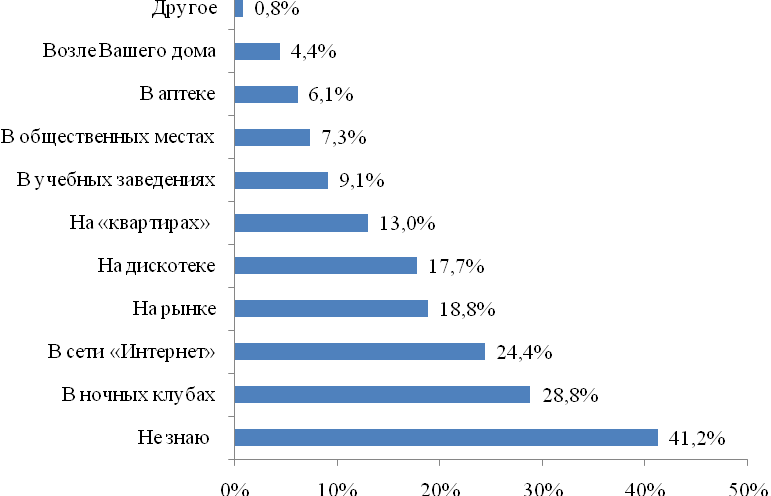 Другое 0,8%
Возле Вашего дома 4,4%
В аптеке 6,1%
В общественных местах 7,3%
В учебных заведениях 9,1%
На «квартирах» 13,0%
На дискотеке 17,7%
На рынке 18,8%
В сети «Интернет» 24,4%
В ночных клубах 28,8%
Не знаю 41,2%
0% 10% 20% 30% 40% 50%